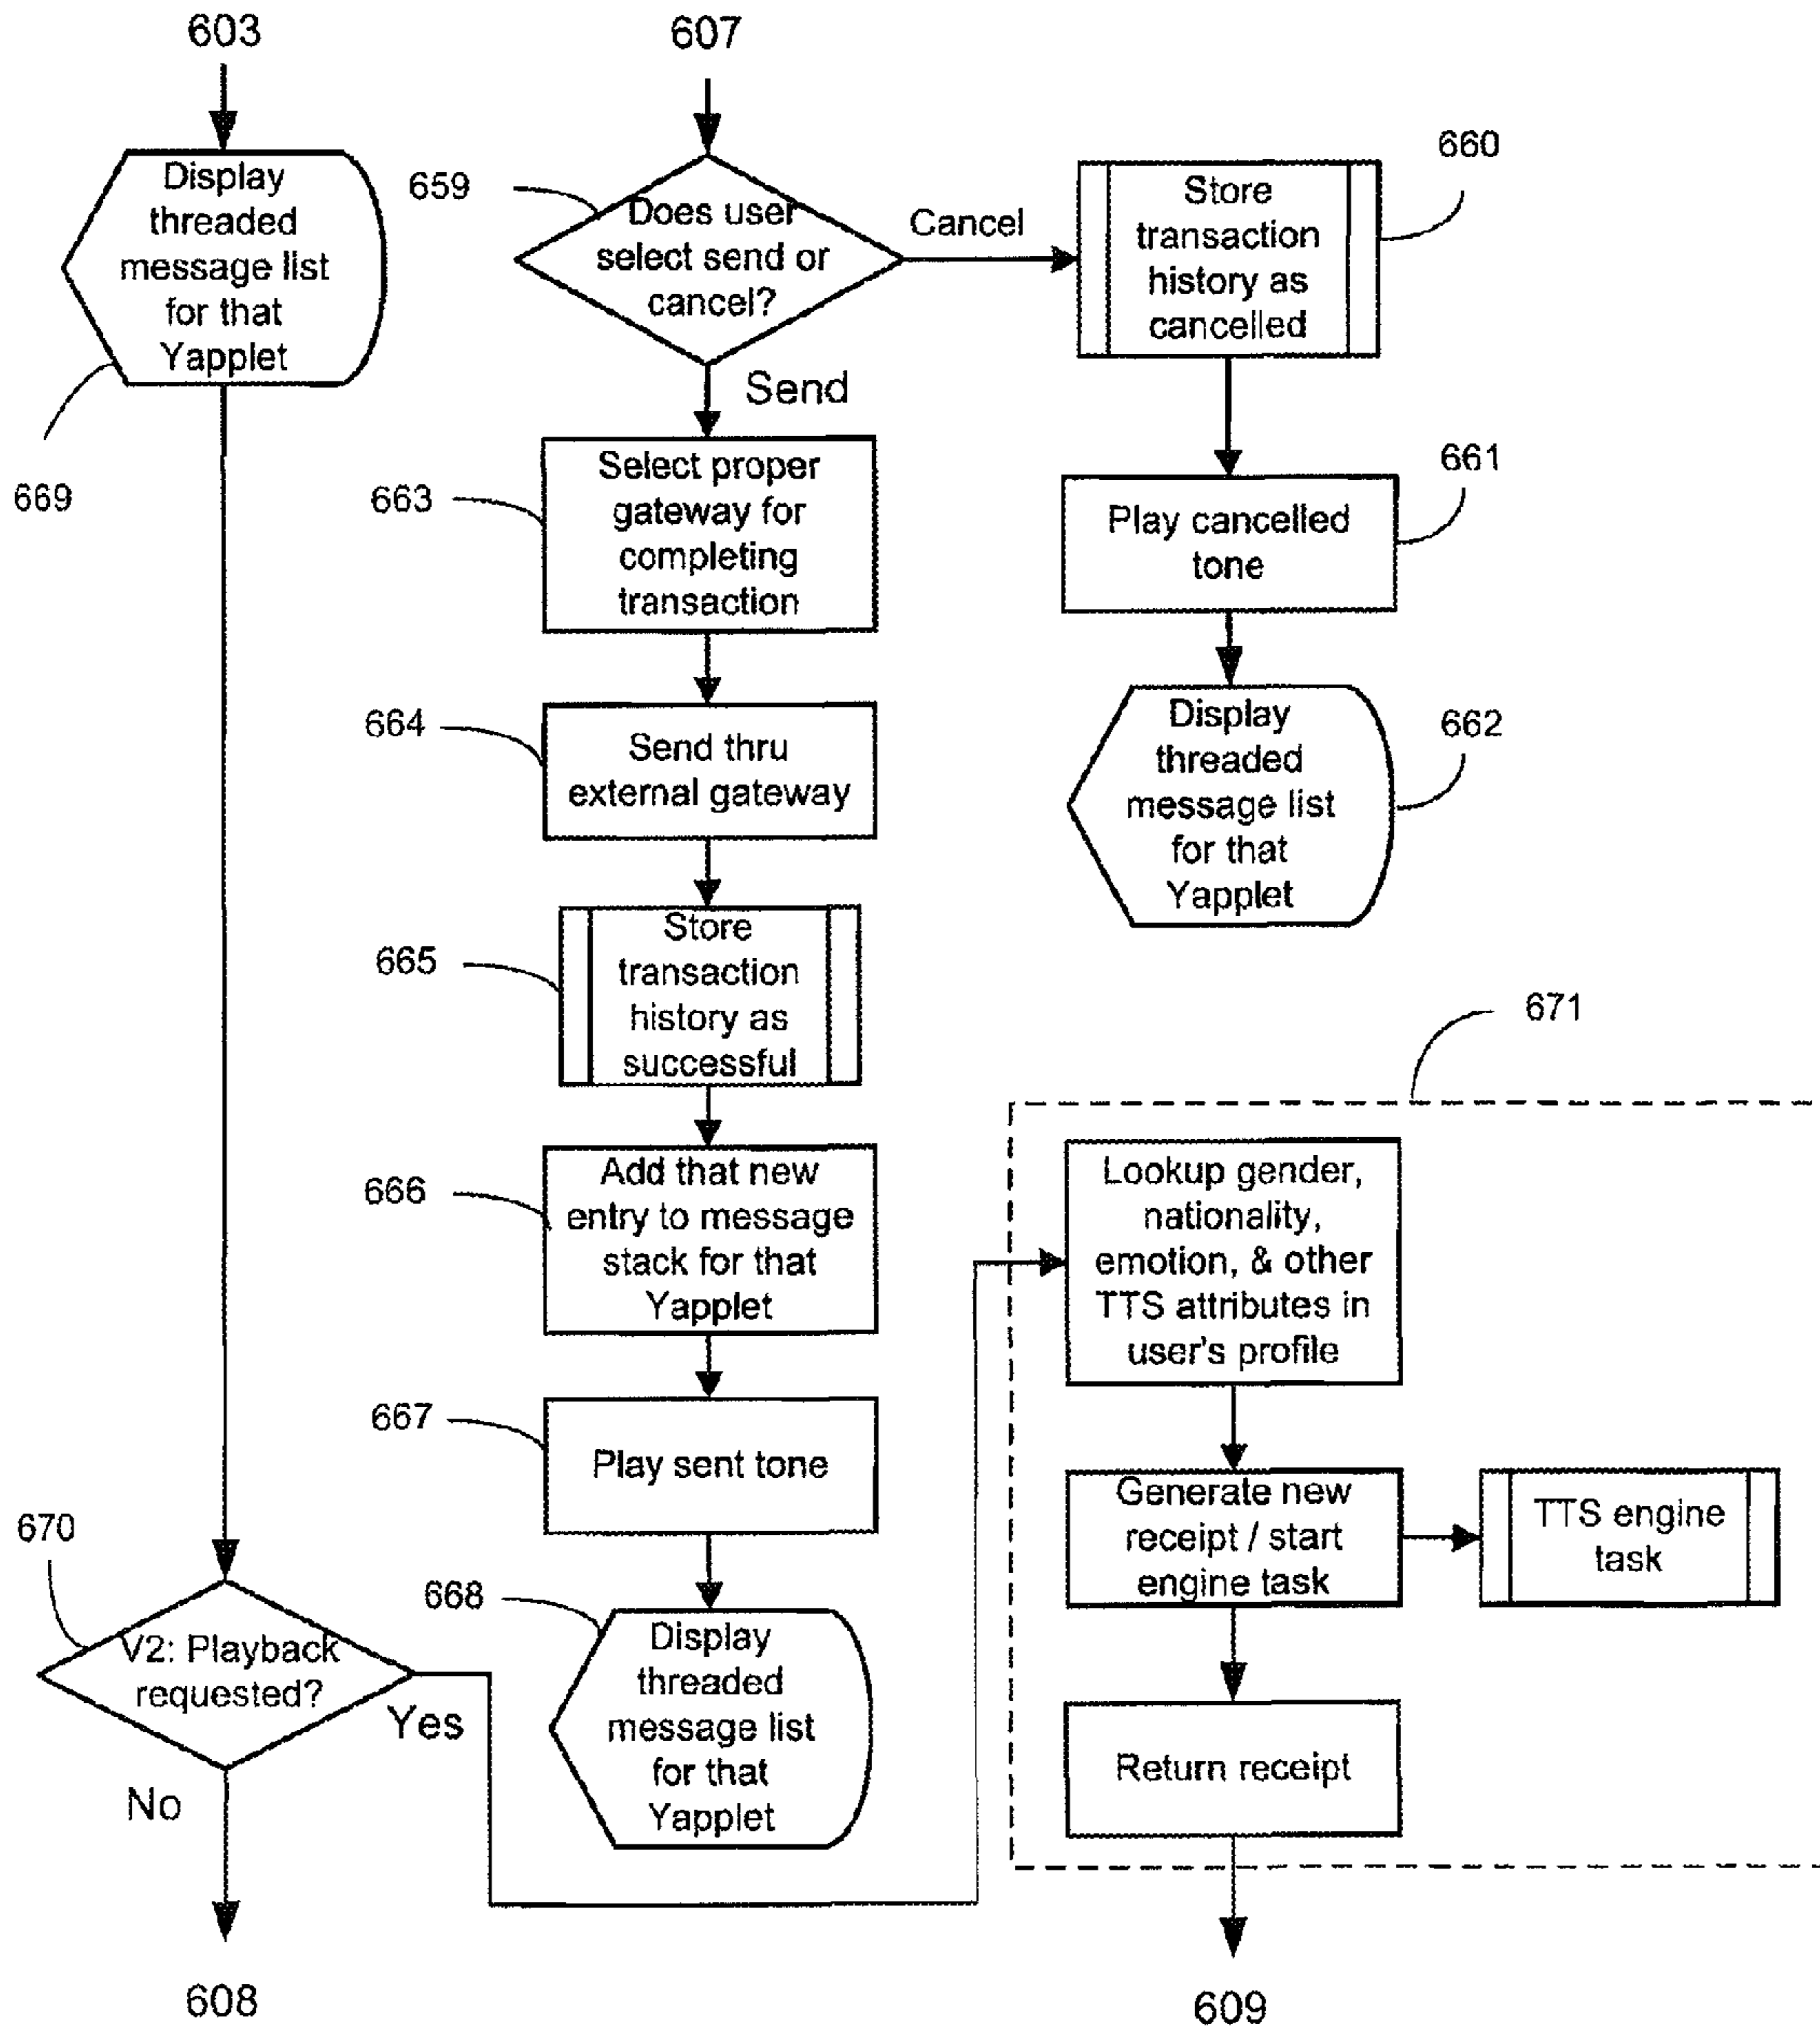 603
Display
threaded
message list
for that
Yapplet
669
670
V2: Playback
requested?
Yes
No
608
607
659
Does user
select send or
cancel?
Cancel
Send
663
Select proper
gateway for
completing
transaction
664
Send thru
external gateway
665
Store
transaction
history as
successful
666
Add that new
entry to message
stack for that
Yapplet
667
Play sent tone
668
Display
threaded
message list
for that
Yapplet
660
Store
transaction
history as
cancelled
661
Play cancelled
tone
662
Display
threaded
message list
for that
Yapplet
671
Lookup gender,
nationality,
emotion, & other
TTS attributes in
user's profile
Generate new
receipt / start
engine task
TTS engine
task
Return receipt
609